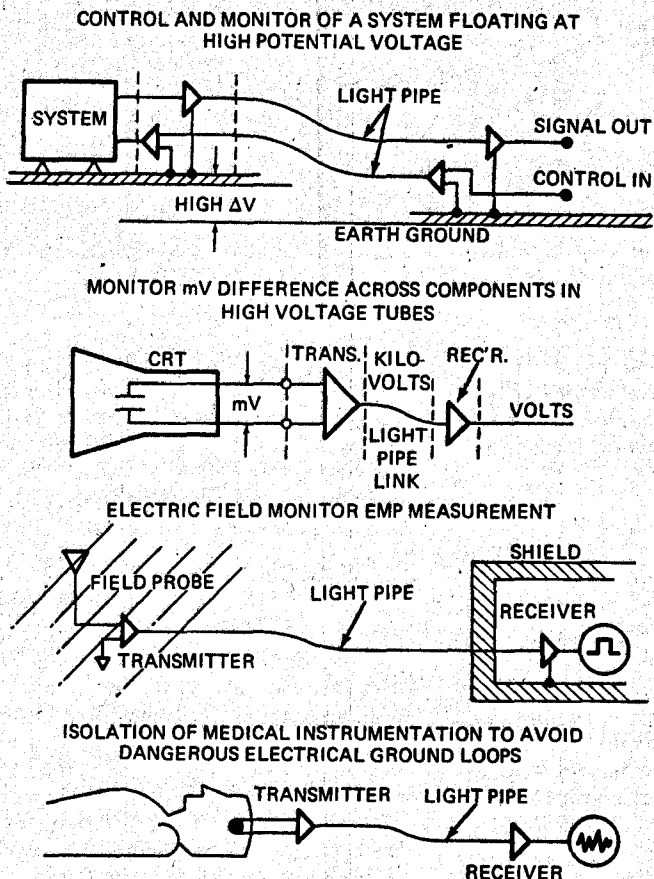 CONTROL AND MONITOR OF A SYSTEM FLOATING AT
HIGH POTENTIAL VOLTAGE
LIGHT PIPE
SYSTEM
SIGNAL OUT
CONTROL IN
HIGH ΔV
EARTH GROUND
MONITOR mV DIFFERENCE ACROSS COMPONENTS IN
HIGH VOLTAGE TUBES
CRT
TRANS.
KILO-
VOLTS
REC'R.
mV
VOLTS
LIGHT
PIPE
LINK
ELECTRIC FIELD MONITOR EMP MEASUREMENT
SHIELD
FIELD PROBE
LIGHT PIPE
RECEIVER
TRANSMITTER
ISOLATION OF MEDICAL INSTRUMENTATION TO AVOID
DANGEROUS ELECTRICAL GROUND LOOPS
TRANSMITTER
LIGHT PIPE
RECEIVER